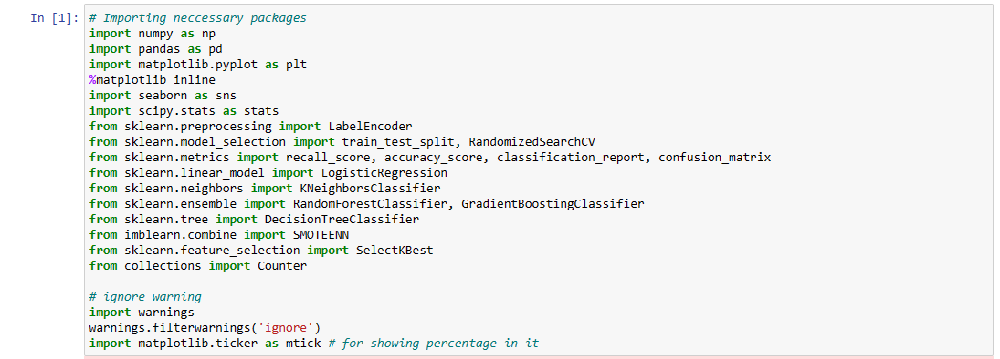 In [1]: # Importing neccessary packages
import numpy as np
import pandas as pd
import matplotlib.pyplot as plt
%matplotlib inline
import seaborn as sns
import scipy.stats as stats
from sklearn.preprocessing import LabelEncoder
from sklearn.model_selection import train_test_split, RandomizedSearchCV
from sklearn.metrics import recall_score, accuracy_score, classification_report, confusion_matrix
from sklearn.linear_model import LogisticRegression
from sklearn.neighbors import KNeighborsClassifier
from sklearn.ensemble import RandomForestClassifier, GradientBoostingClassifier
from sklearn.tree import DecisionTreeClassifier
from imblearn.combine import SMOTEENN
from sklearn.feature_selection import SelectKBest
from collections import Counter

# ignore warning
import warnings
warnings.filterwarnings('ignore')
import matplotlib.ticker as mtick # for showing percentage in it